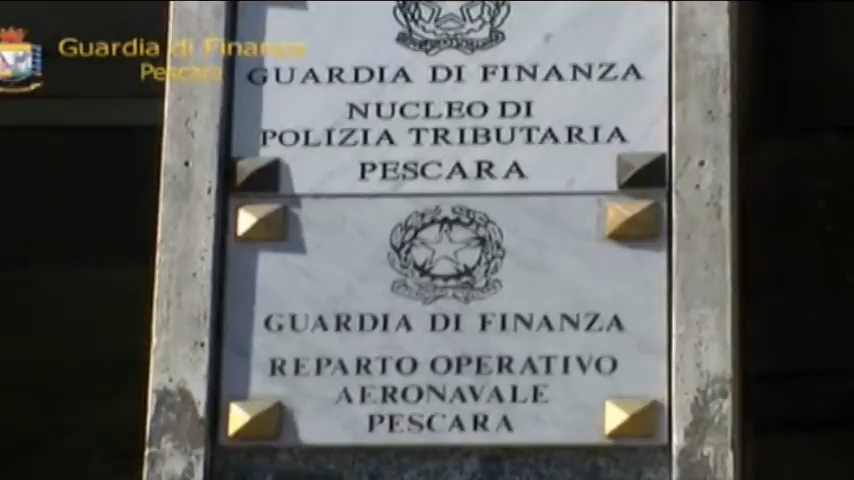 Guardia di Finanza
Pescara
GUARDIA DI FINANZA
NUCLEO DI
POLIZIA TRIBUTARIA
PESCARA
GUARDIA DI FINANZA
REPARTO OPERATIVO
AERONAVALE
PESCARA